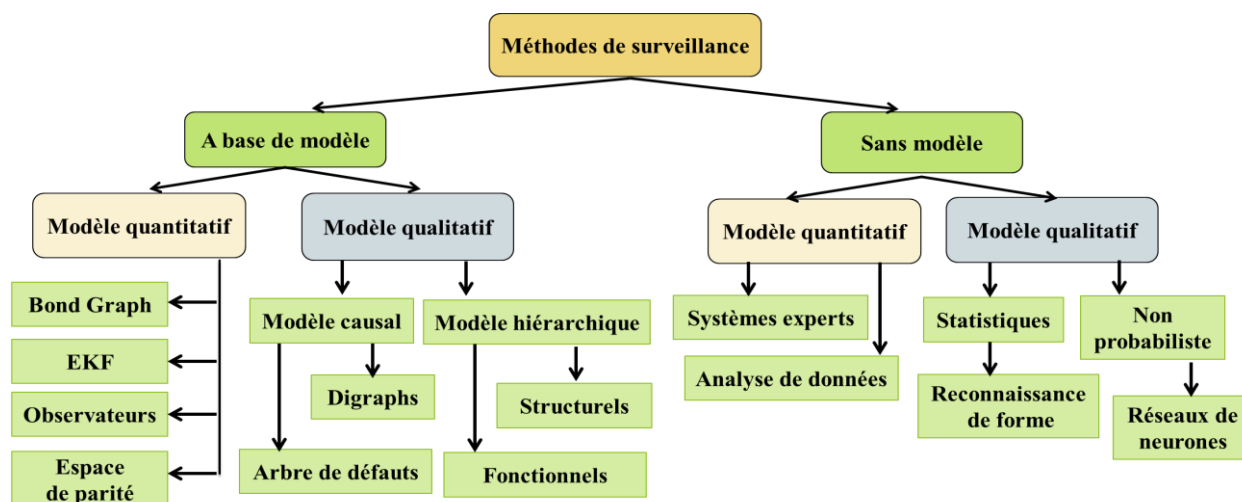 Méthodes de surveillance
A base de modèle
Sans modèle
Modèle quantitatif
Modèle qualitatif
Modèle quantitatif
Modèle qualitatif
Bond Graph
EKF
Observateurs
Espace
de parité
Modèle causal
Modèle hiérarchique
Digraphs
Structurels
Arbre de défauts
Fonctionnels
Systèmes experts
Analyse de données
Statistiques
Non
probabiliste
Reconnaissance
de forme
Réseaux de
neurones